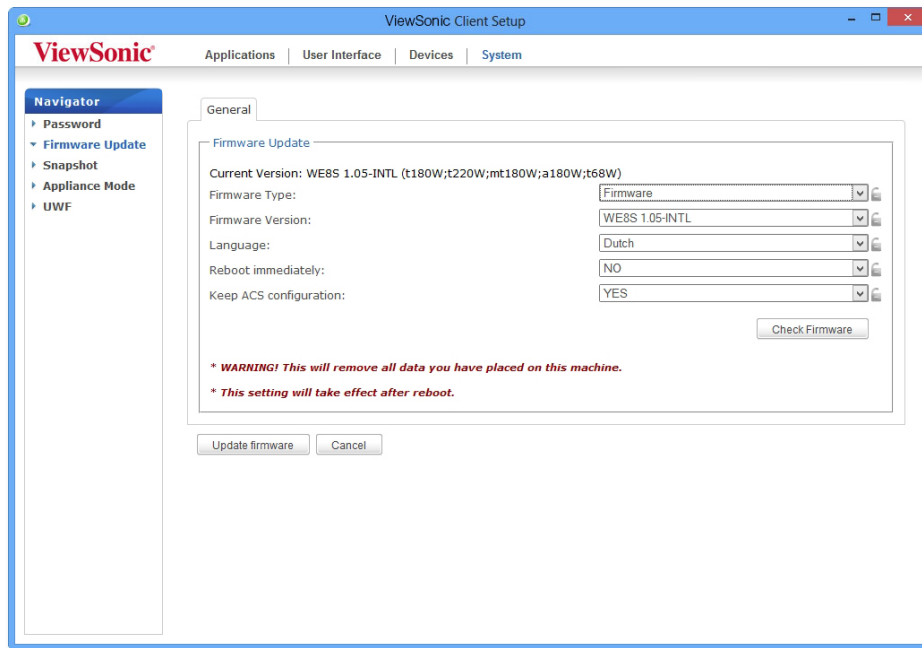 ViewSonic Client Setup
ViewSonic®
Applications | User Interface | Devices | System
Navigator
Password
Firmware Update
Snapshot
Appliance Mode
UWF
General
Firmware Update
Current Version: WE8S 1.05-INTL (t180W;t220W;mt180W;a180W;t68W)
Firmware Type: Firmware
Firmware Version: WE8S 1.05-INTL
Language: Dutch
Reboot immediately: NO
Keep ACS configuration: YES
Check Firmware
* WARNING! This will remove all data you have placed on this machine.
* This setting will take effect after reboot.
Update firmware Cancel